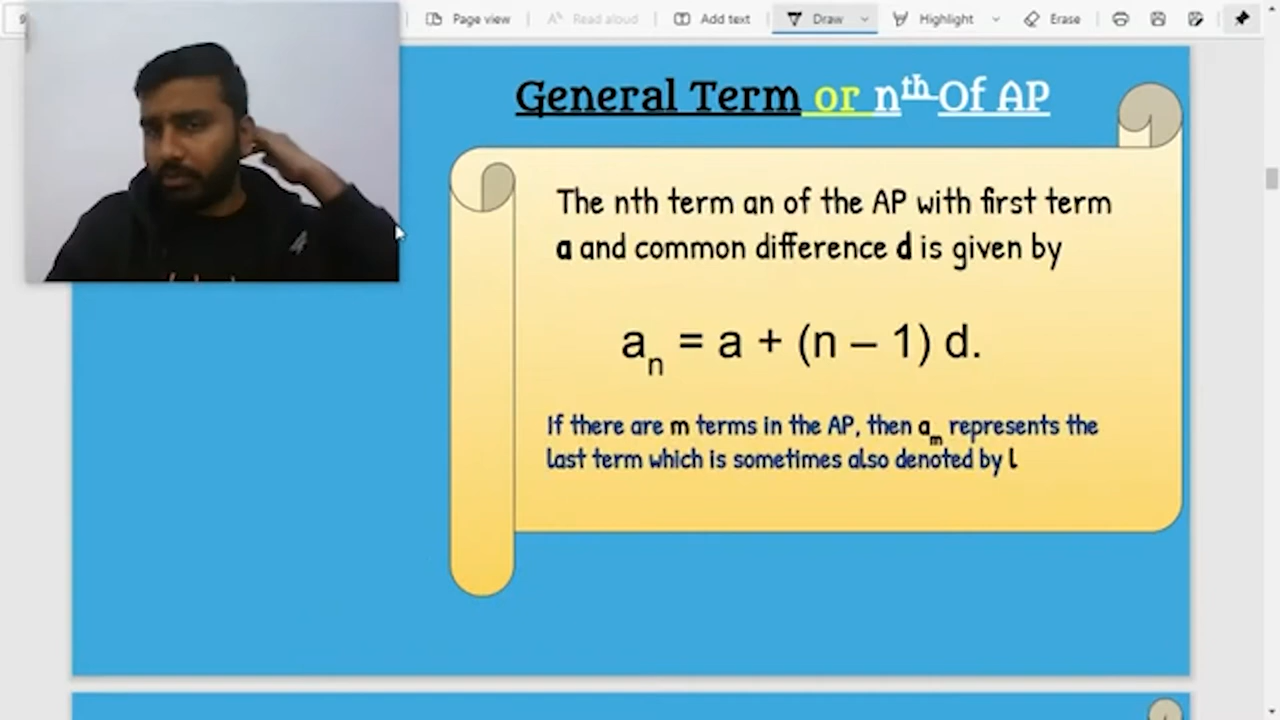 Page view
Read aloud
Add text
Draw
Highlight
Erase
General Term or nth Of AP
The nth term an of the AP with first term
a and common difference d is given by
an = a + (n – 1) d.
If there are m terms in the AP, then am represents the
last term which is sometimes also denoted by l